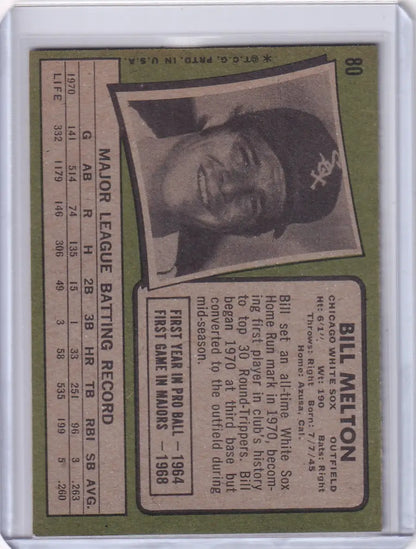 80
*©T.C.G. PRTD. IN U.S.A.
BILL MELTON
CHICAGO WHITE SOX OUTFIELD
Ht: 6'1". Wt: 190 Bats: Right
Throws: Right Born: 7/7/45
Home: Azusa, Cal.
Bill set an all-time White Sox
Home Run mark in 1970, becom-
ing first player in club's history
to top 30 Round-Trippers. Bill
began 1970 at third base but
converted to the outfield during
mid-season.
FIRST YEAR IN PRO BALL — 1964
FIRST GAME IN MAJORS — 1968
MAJOR LEAGUE BATTING RECORD
G AB R H 2B 3B HR TB RBI SB AVG.
1970 141 514 74 135 15 1 33 251 96 3 .263
LIFE 332 1179 146 306 49 3 58 535 199 5 .260